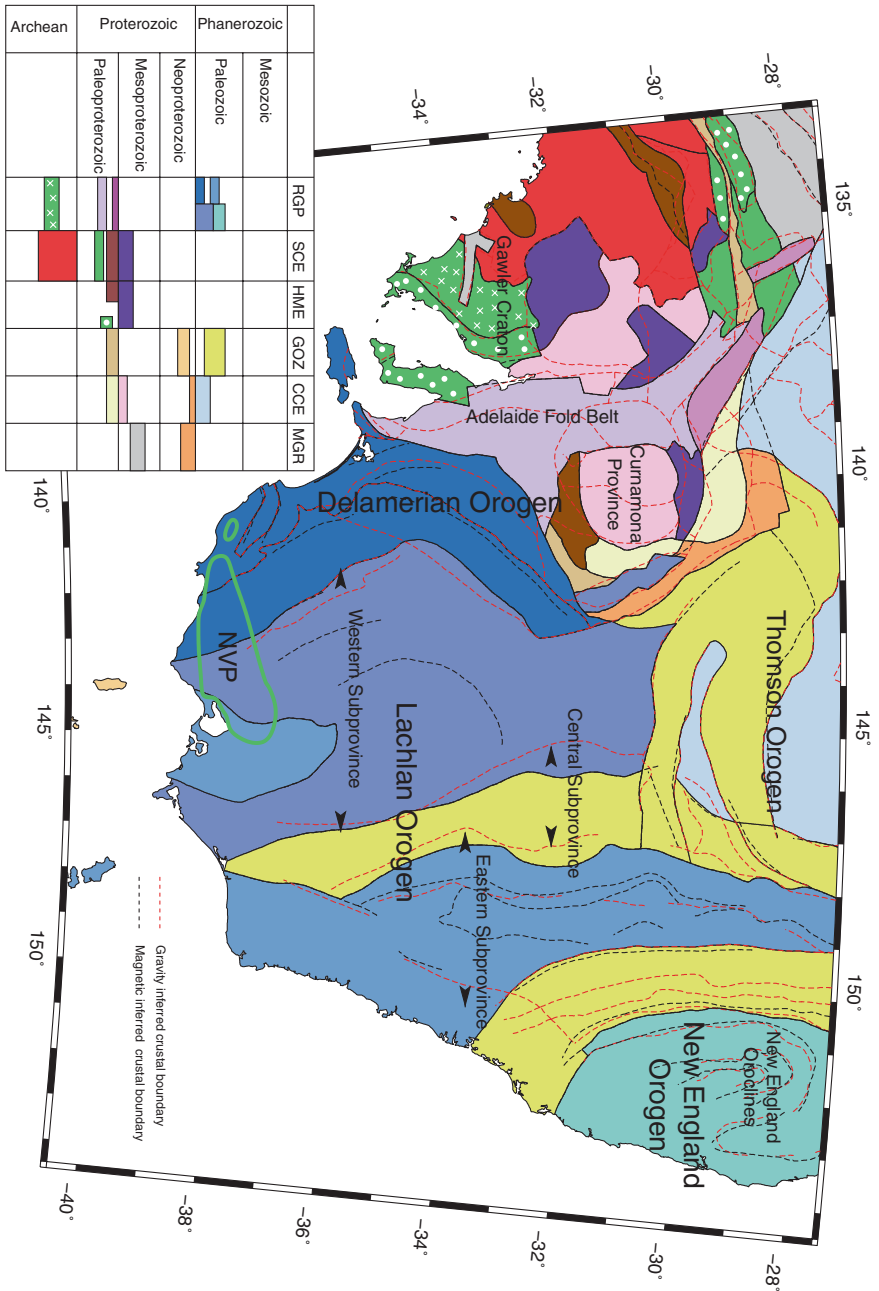 Archean
Proterozoic
Phanerozoic
Paleoproterozoic
Mesoproterozoic
Neoproterozoic
Paleozoic
Mesozoic
RGP
SCE
HME
GOZ
CCE
MGR
−34˚
−32˚
−30˚
−28˚
135˚
140˚
145˚
150˚
140˚
145˚
150˚
−40˚
−38˚
−36˚
−34˚
−32˚
−30˚
−28˚
Gawler Craton
Adelaide Fold Belt
Curnamona
Province
Delamerian Orogen
Thomson Orogen
NVP
Western Subprovince
Lachlan Orogen
Central Subprovince
Eastern Subprovince
New England
Oroclines
New England
Orogen
Gravity inferred crustal boundary
Magnetic inferred crustal boundary